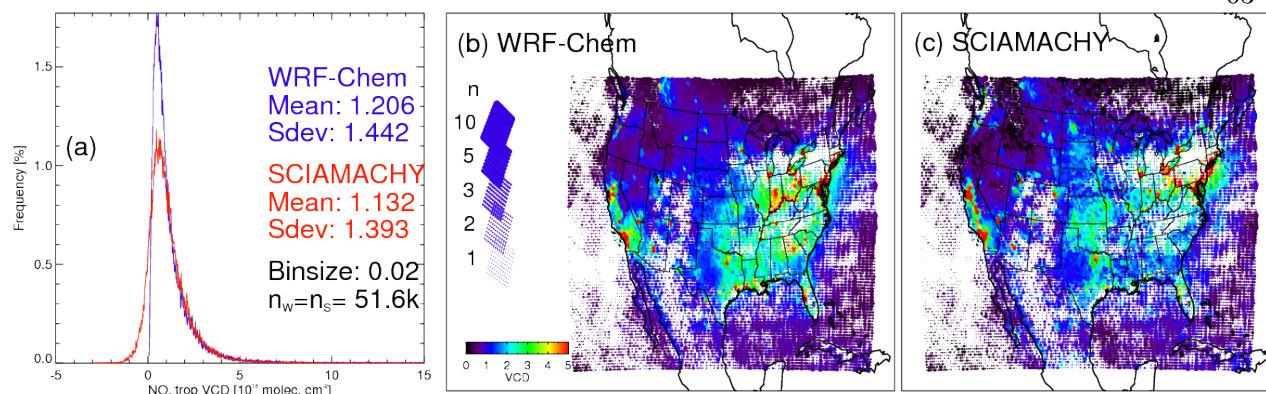 (a)
WRF-Chem
Mean: 1.206
Sdev: 1.442
SCIAMACHY
Mean: 1.132
Sdev: 1.393
Binsize: 0.02
n_W=n_S= 51.6k
Frequency [%]
1.5
1.0
0.5
0.0
-5 0 5 10 15
NO₂ trop VCD [10¹⁵ molec. cm⁻²]
(b) WRF-Chem
n
10
5
3
2
1
0 1 2 3 4 5
VCD
(c) SCIAMACHY